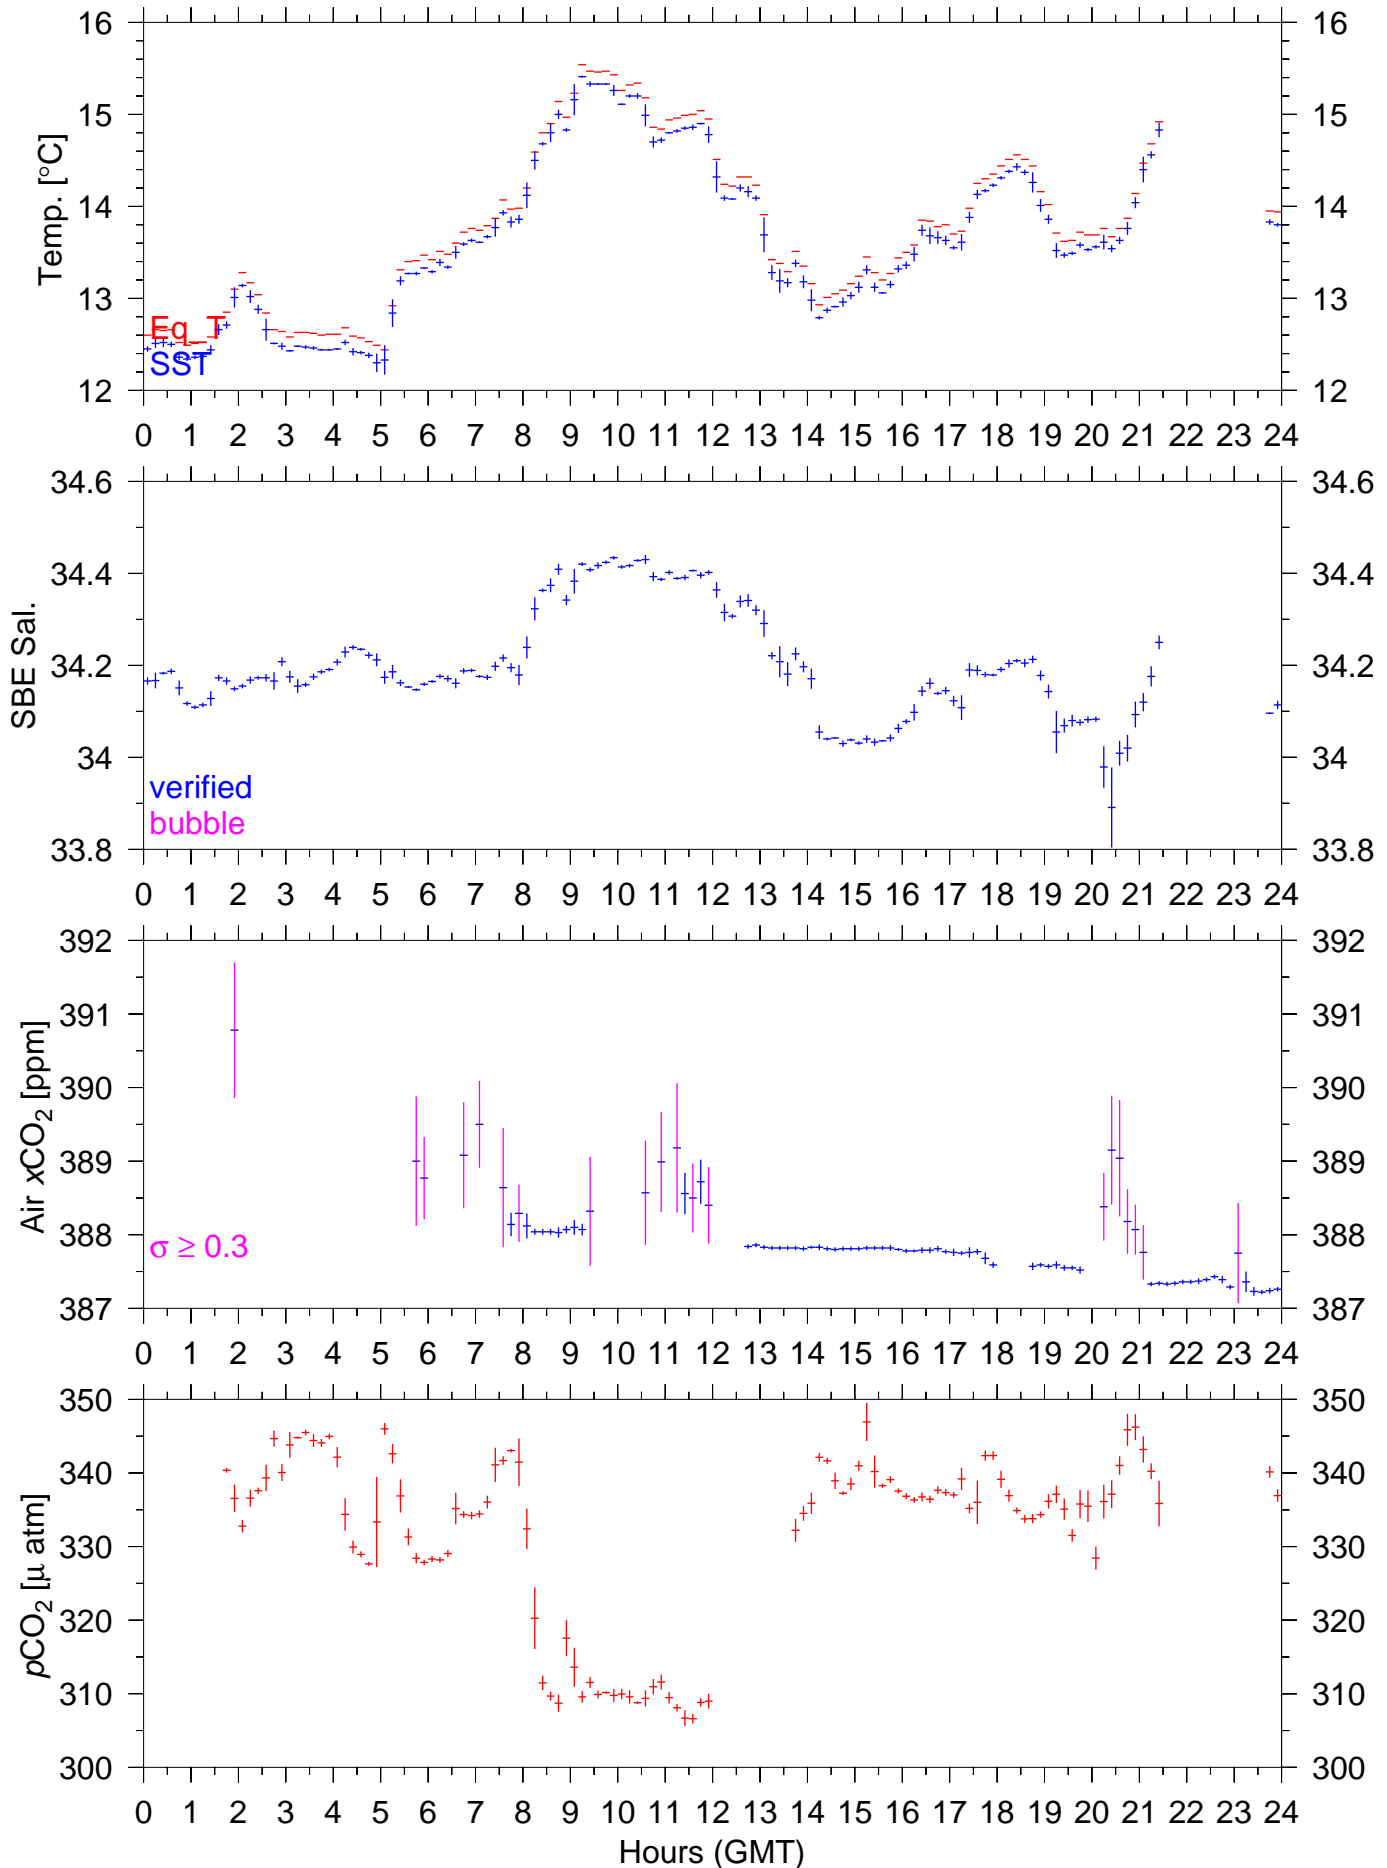 16 16
15 15
14 14
13 13
12 12
Temp. [°C]
Eq_T
SST
0 1 2 3 4 5 6 7 8 9 10 11 12 13 14 15 16 17 18 19 20 21 22 23 24
34.6 34.6
34.4 34.4
34.2 34.2
34 34
33.8 33.8
SBE Sal.
verified
bubble
0 1 2 3 4 5 6 7 8 9 10 11 12 13 14 15 16 17 18 19 20 21 22 23 24
392 392
391 391
390 390
389 389
388 388
387 387
Air xCO₂ [ppm]
σ ≥ 0.3
0 1 2 3 4 5 6 7 8 9 10 11 12 13 14 15 16 17 18 19 20 21 22 23 24
350 350
340 340
330 330
320 320
310 310
300 300
pCO₂ [μ atm]
0 1 2 3 4 5 6 7 8 9 10 11 12 13 14 15 16 17 18 19 20 21 22 23 24
Hours (GMT)